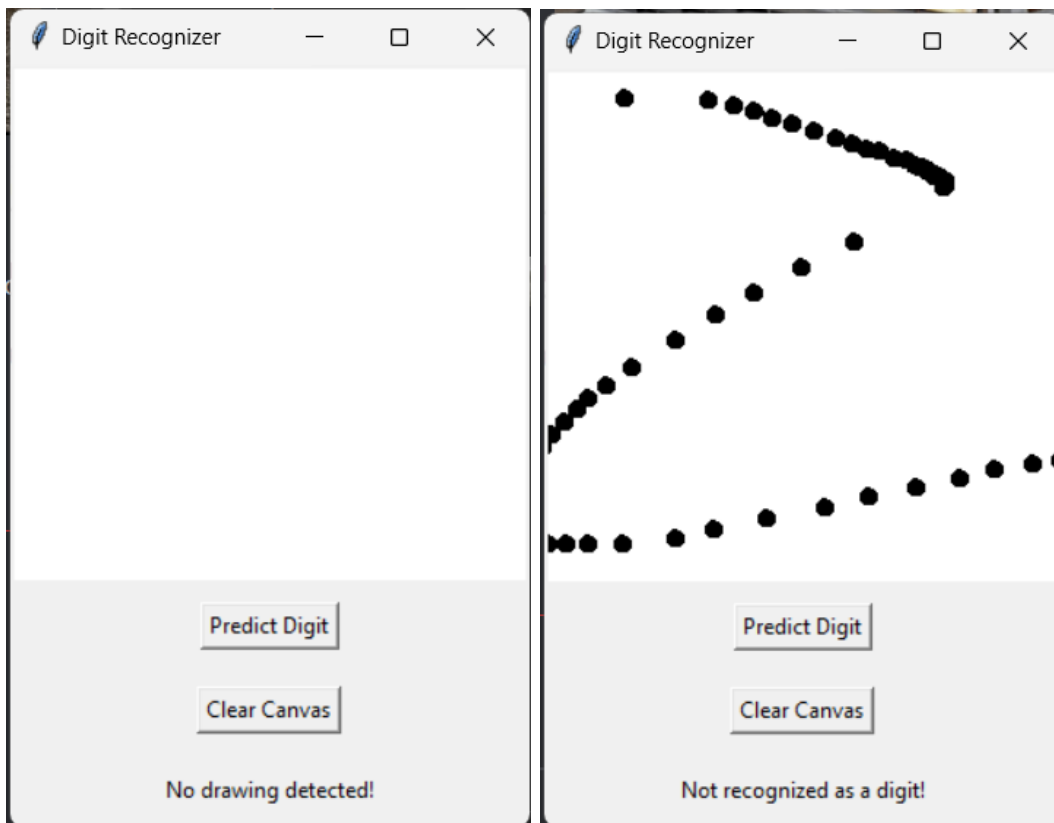 Digit Recognizer
Predict Digit
Clear Canvas
No drawing detected!
Digit Recognizer
Predict Digit
Clear Canvas
Not recognized as a digit!